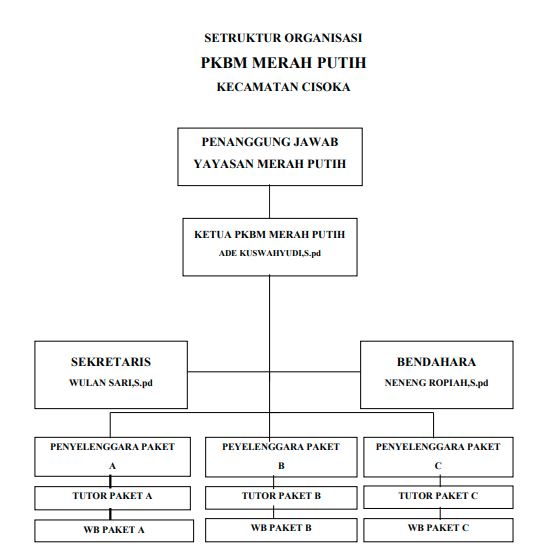 SETRUKTUR ORGANISASI
PKBM MERAH PUTIH
KECAMATAN CISOKA
PENANGGUNG JAWAB
YAYASAN MERAH PUTIH
KETUA PKBM MERAH PUTIH
ADE KUSWAHYUDI,S.pd
SEKRETARIS
WULAN SARI,S.pd
BENDAHARA
NENENG ROPIAH,S.pd
PENYELENGGARA PAKET
A
PEYELENGGARA PAKET
B
PENYELENGGARA PAKET
C
TUTOR PAKET A
TUTOR PAKET B
TUTOR PAKET C
WB PAKET A
WB PAKET B
WB PAKET C